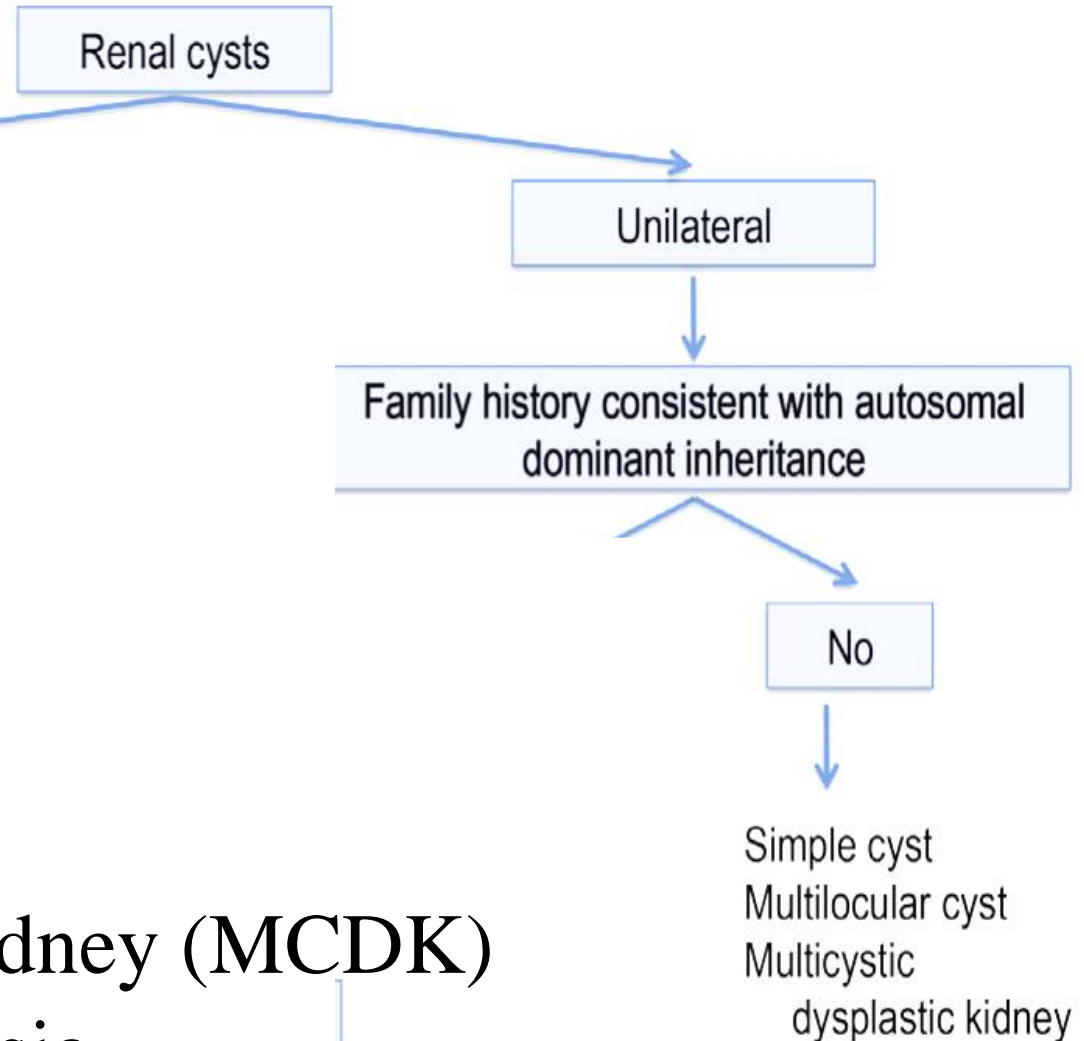 Renal cysts
Unilateral
Family history consistent with autosomal
dominant inheritance
No
Simple cyst
Multilocular cyst
Multicystic
dysplastic kidney
dney (MCDK)